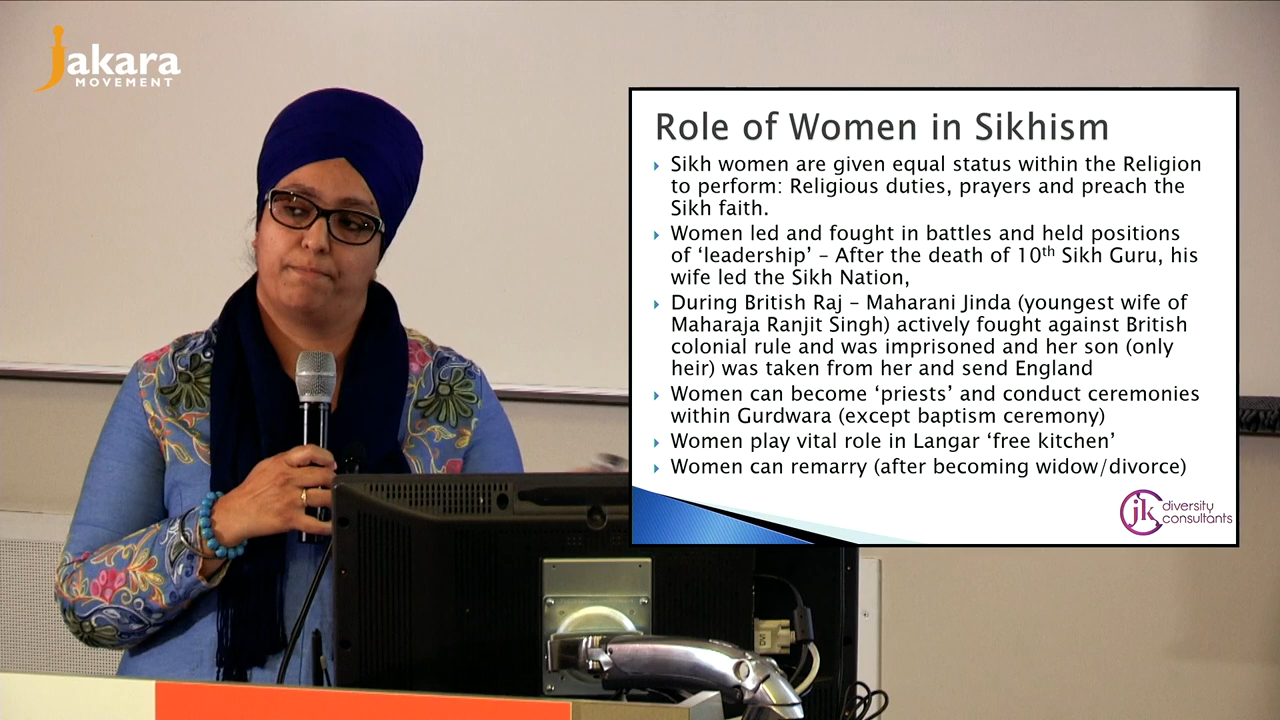 jakara
MOVEMENT
Role of Women in Sikhism
Sikh women are given equal status within the Religion
to perform: Religious duties, prayers and preach the
Sikh faith.
Women led and fought in battles and held positions
of ‘leadership’ – After the death of 10th Sikh Guru, his
wife led the Sikh Nation,
During British Raj – Maharani Jinda (youngest wife of
Maharaja Ranjit Singh) actively fought against British
colonial rule and was imprisoned and her son (only
heir) was taken from her and send England
Women can become ‘priests’ and conduct ceremonies
within Gurdwara (except baptism ceremony)
Women play vital role in Langar ‘free kitchen’
Women can remarry (after becoming widow/divorce)
jk diversity
consultants